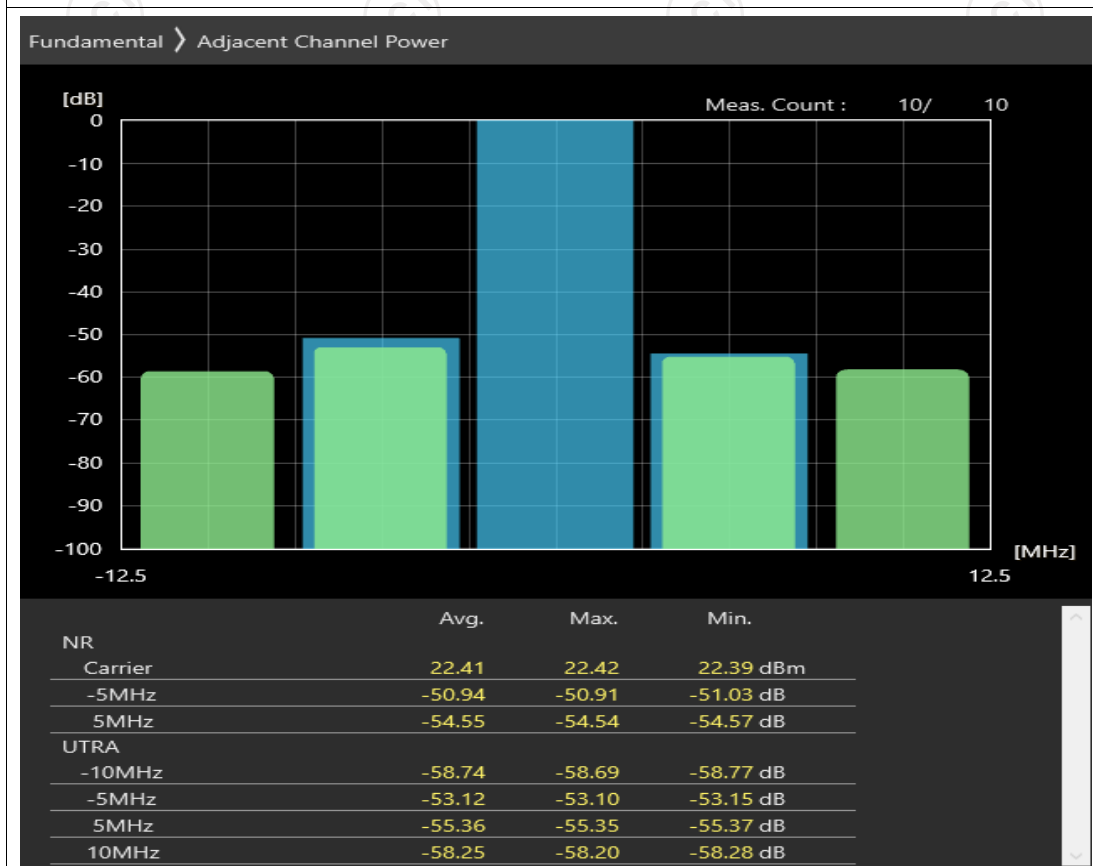 Fundamental 》 Adjacent Channel Power
[dB]
Meas. Count : 10/ 10
0
-10
-20
-30
-40
-50
-60
-70
-80
-90
-100
[MHz]
-12.5 12.5
Avg. Max. Min.
NR
Carrier 22.41 22.42 22.39 dBm
-5MHz -50.94 -50.91 -51.03 dB
5MHz -54.55 -54.54 -54.57 dB
UTRA
-10MHz -58.74 -58.69 -58.77 dB
-5MHz -53.12 -53.10 -53.15 dB
5MHz -55.36 -55.35 -55.37 dB
10MHz -58.25 -58.20 -58.28 dB